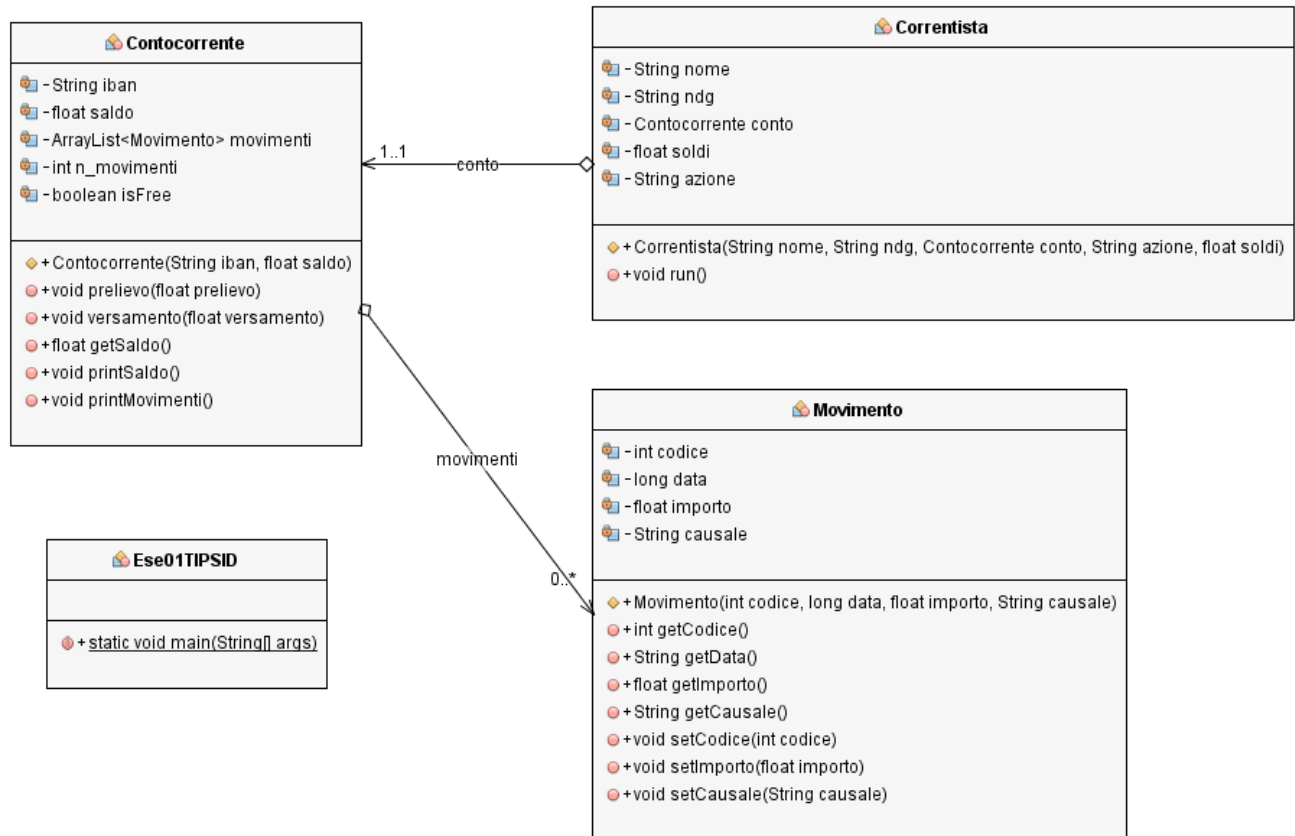 Contocorrente
-String iban
-float saldo
-ArrayList<Movimento> movimenti
-int n_movimenti
-boolean isFree
+Contocorrente(String iban, float saldo)
+void prelievo(float prelievo)
+void versamento(float versamento)
+float getSaldo()
+void printSaldo()
+void printMovimenti()
1..1
conto
Correntista
-String nome
-String ndg
-Contocorrente conto
-float soldi
-String azione
+Correntista(String nome, String ndg, Contocorrente conto, String azione, float soldi)
+void run()
movimenti
0..*
Ese01TIPSID
+static void main(String[] args)
Movimento
-int codice
-long data
-float importo
-String causale
+Movimento(int codice, long data, float importo, String causale)
+int getCodice()
+String getData()
+float getImporto()
+String getCausale()
+void setCodice(int codice)
+void setImporto(float importo)
+void setCausale(String causale)